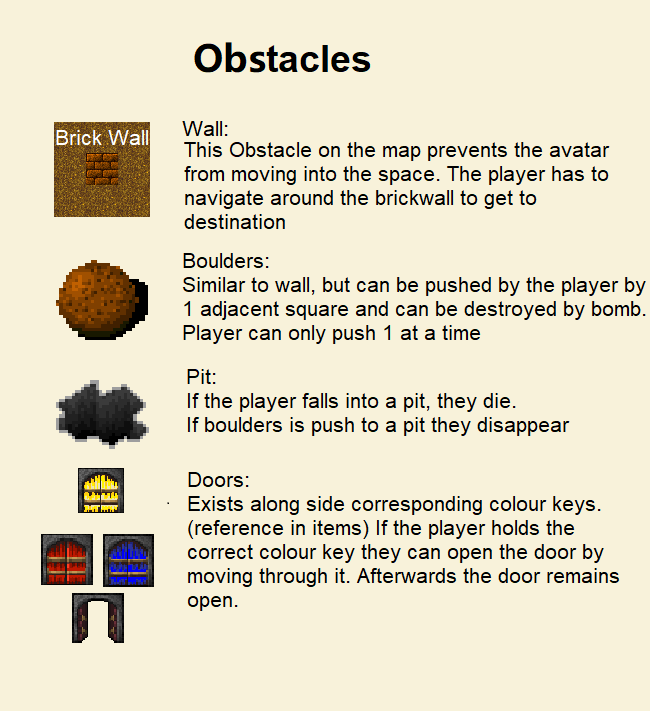 Obstacles
Brick Wall
Wall:
This Obstacle on the map prevents the avatar
from moving into the space. The player has to
navigate around the brickwall to get to
destination
Boulders:
Similar to wall, but can be pushed by the player by
1 adjacent square and can be destroyed by bomb.
Player can only push 1 at a time
Pit:
If the player falls into a pit, they die.
If boulders is push to a pit they disappear
Doors:
Exists along side corresponding colour keys.
(reference in items) If the player holds the
correct colour key they can open the door by
moving through it. Afterwards the door remains
open.